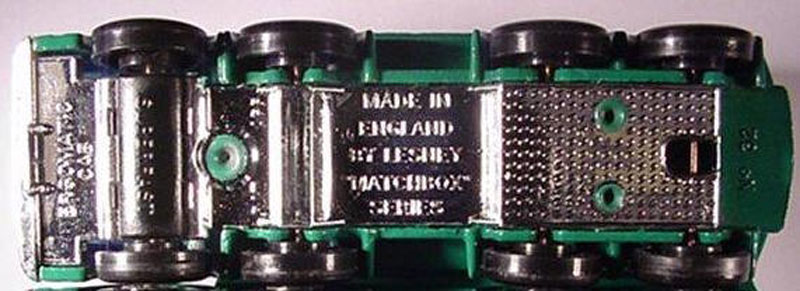 MADE IN
ENGLAND
BY LESNEY
"MATCHBOX"
SERIES
ERGOMATIC
CAB
Nº 32